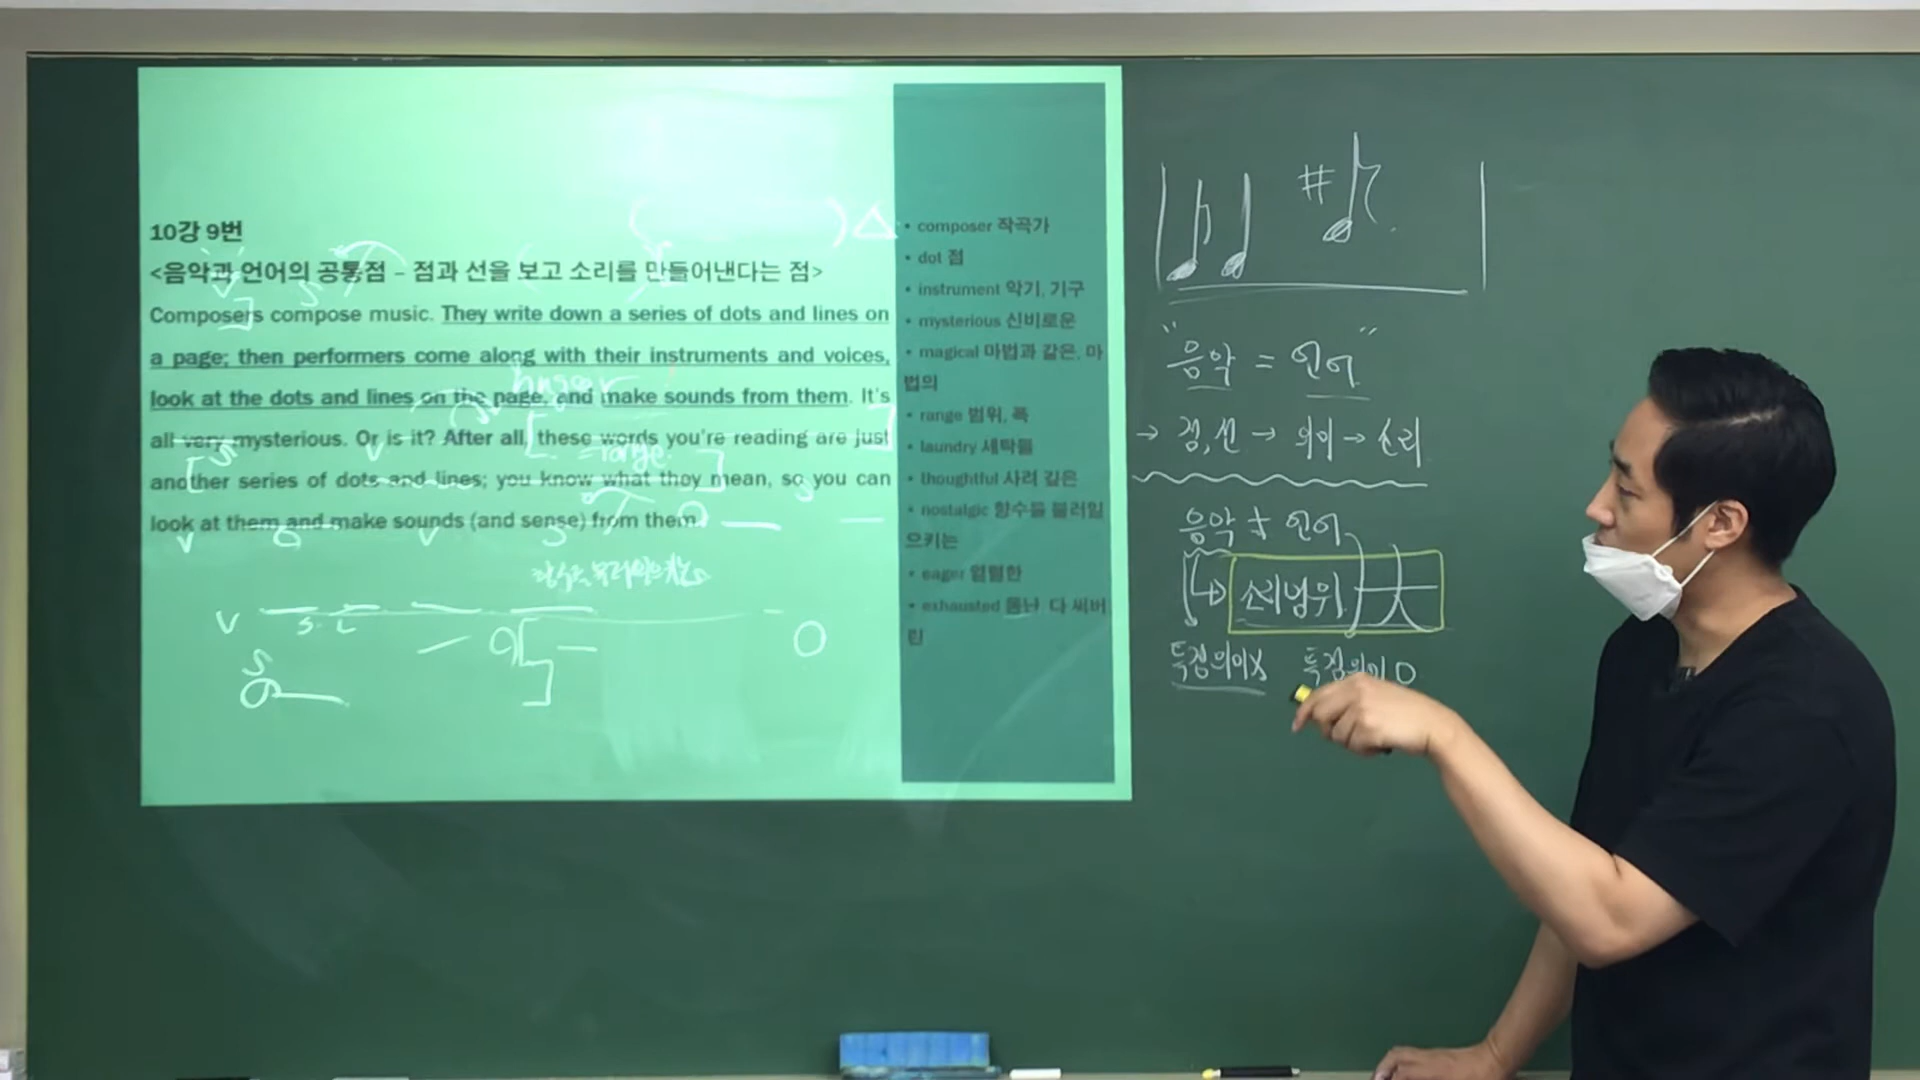 10강 9번
<음악과 언어의 공통점 – 점과 선을 보고 소리를 만들어낸다는 점>
Composers compose music. They write down a series of dots and lines on
a page; then performers come along with their instruments and voices,
look at the dots and lines on the page, and make sounds from them. It's
all very mysterious. Or is it? After all, these words you're reading are just
another series of dots and lines; you know what they mean, so you can
look at them and make sounds (and sense) from them.
• composer 작곡가
• dot 점
• instrument 악기, 기구
• mysterious 신비로운
• magical 마법과 같은, 마
법의
• range 범위, 폭
• laundry 세탁물
• thoughtful 사려 깊은
• nostalgic 향수를 불러일
으키는
• eager 열렬한
• exhausted 동난, 다 써버
린
= range
V
S
O
#
"음악 = 언어"
→ 점, 선 → 의미 → 소리
음악 ≠ 언어
소리범위 大
특정의미 X 특정의미 O